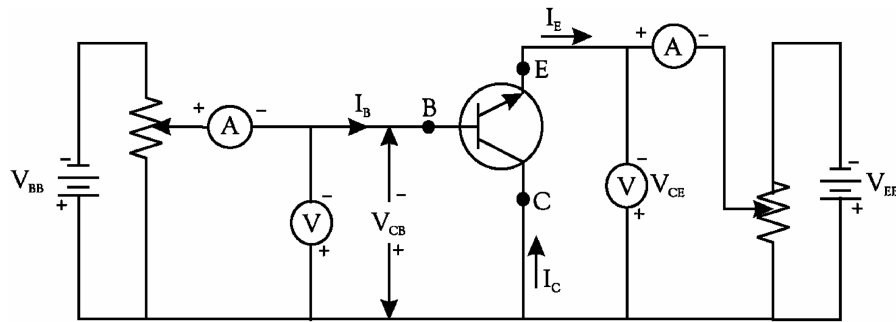 I_E
+ A -
E
+ A -
I_B
B
V_BB
-
+
-
V
+
-
V_CB
+
C
I_C
-
V
+
V_CE
-
+
V_EE